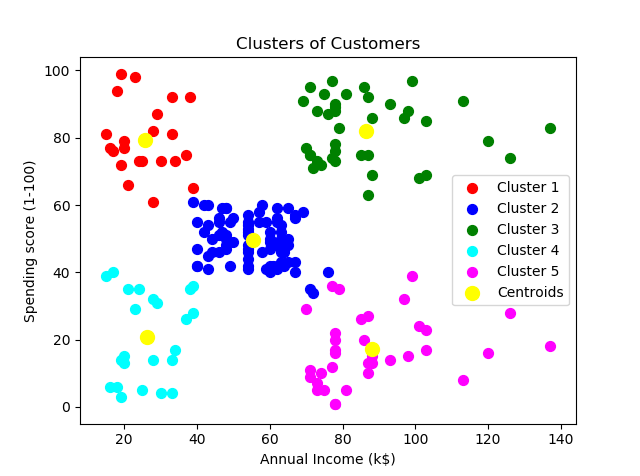 Clusters of Customers
100
80
60
40
20
0
Spending score (1-100)
Cluster 1
Cluster 2
Cluster 3
Cluster 4
Cluster 5
Centroids
20 40 60 80 100 120 140
Annual Income (k$)